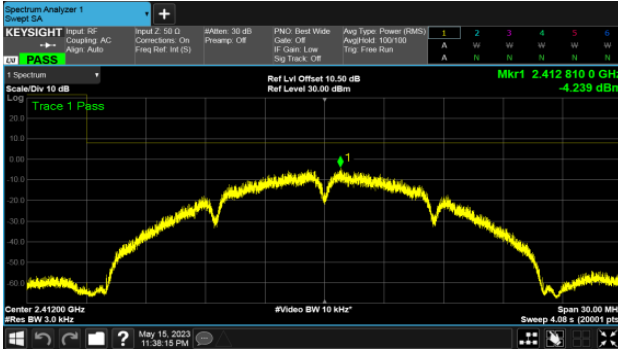 Spectrum Analyzer 1
Swept SA
KEYSIGHT
Input: RF
Coupling: AC
Align: Auto
Input Z: 50 Ω
Corrections: On
Freq Ref: Int (S)
#Atten: 30 dB
Preamp: Off
PNO: Best Wide
Gate: Off
IF Gain: Low
Sig Track: Off
Avg Type: Power (RMS)
Avg|Hold: 100/100
Trig: Free Run
1 2 3 4 5 6
A W W W W W
A N N N N N
LXI PASS
1 Spectrum
Scale/Div 10 dB
Ref Lvl Offset 10.50 dB
Ref Level 30.00 dBm
Mkr1 2.412 810 0 GHz
-4.239 dBm
Log
Trace 1 Pass
20.0
10.0
0.00
1
-10.0
-20.0
-30.0
-40.0
-50.0
-60.0
Center 2.41200 GHz
#Res BW 3.0 kHz
#Video BW 10 kHz*
Span 30.00 MH
Sweep 4.08 s (20001 pts
?
May 15, 2023
11:38:15 PM